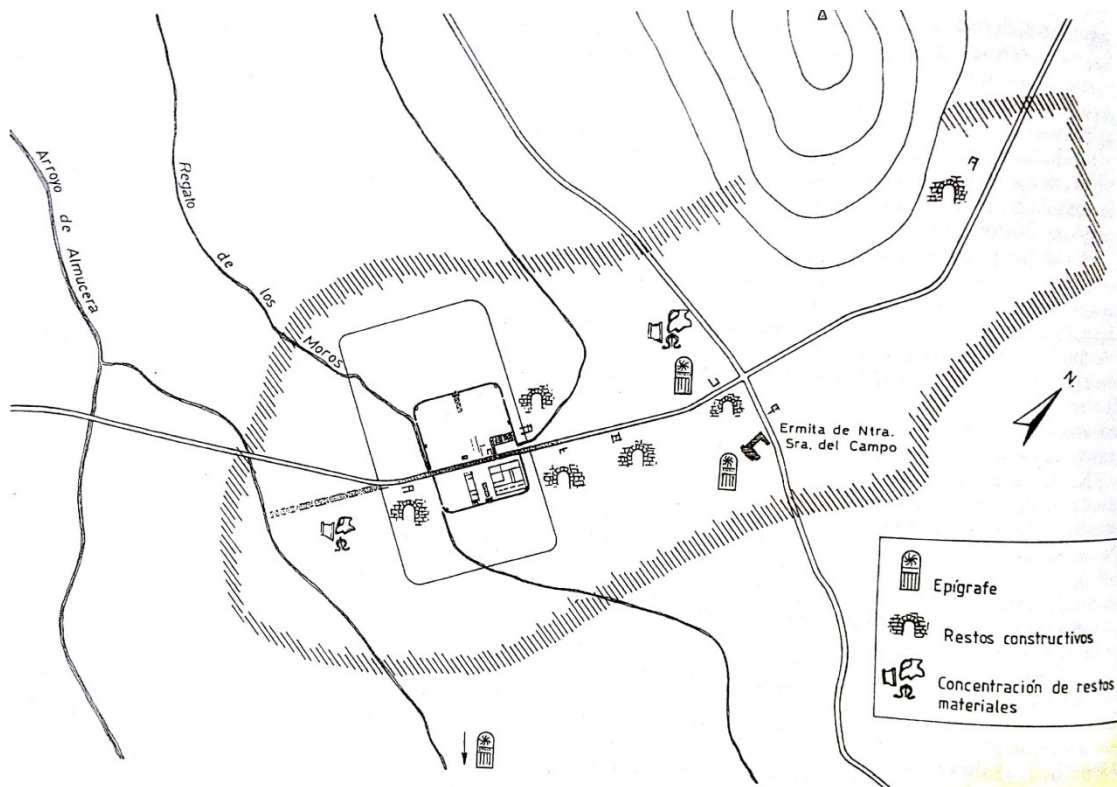 Arroyo de Almucera
Regato de los Moros
N.
Ermita de Ntra.
Sra. del Campo
Epígrafe
Restos constructivos
Concentración de restos
materiales